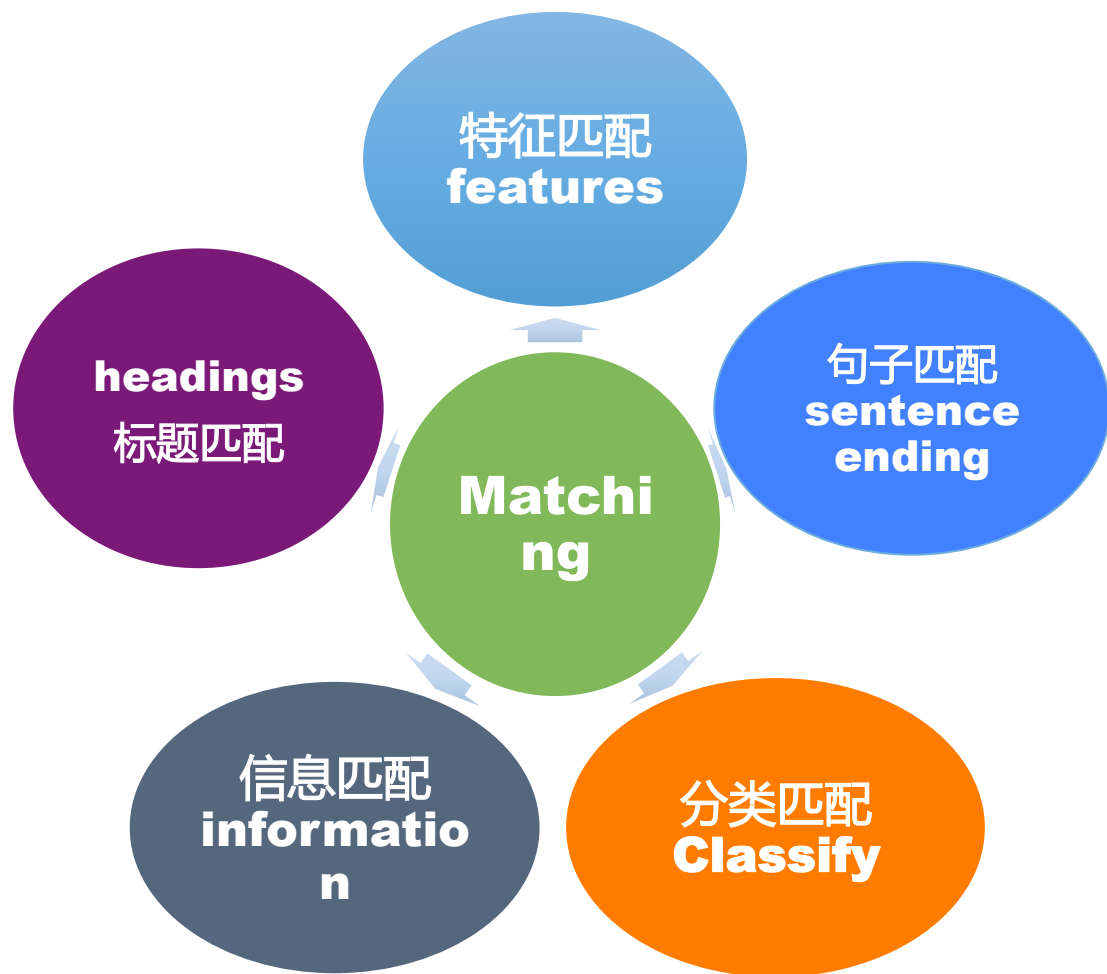 特征匹配
features
句子匹配
sentence
ending
headings
标题匹配
Matchi
ng
信息匹配
informatio
n
分类匹配
Classify